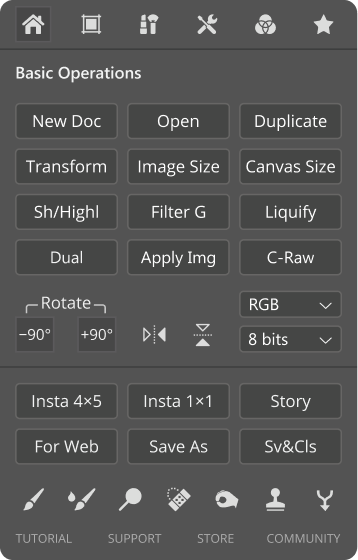 Basic Operations
New Doc Open Duplicate
Transform Image Size Canvas Size
Sh/Highl Filter G Liquify
Dual Apply Img C-Raw
Rotate RGB
−90° +90° 8 bits
Insta 4×5 Insta 1×1 Story
For Web Save As Sv&Cls
TUTORIAL SUPPORT STORE COMMUNITY